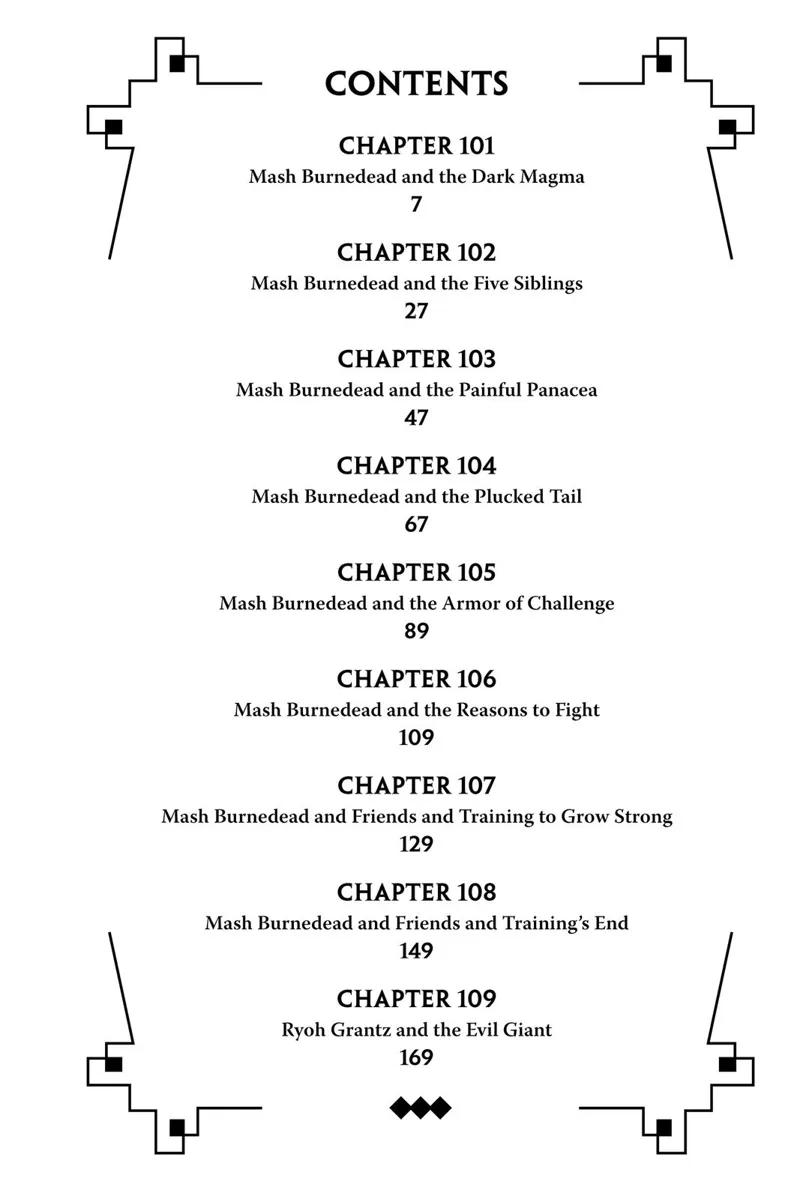 CONTENTS
CHAPTER 101
Mash Burnedead and the Dark Magma
7
CHAPTER 102
Mash Burnedead and the Five Siblings
27
CHAPTER 103
Mash Burnedead and the Painful Panacea
47
CHAPTER 104
Mash Burnedead and the Plucked Tail
67
CHAPTER 105
Mash Burnedead and the Armor of Challenge
89
CHAPTER 106
Mash Burnedead and the Reasons to Fight
109
CHAPTER 107
Mash Burnedead and Friends and Training to Grow Strong
129
CHAPTER 108
Mash Burnedead and Friends and Training’s End
149
CHAPTER 109
Ryoh Grantz and the Evil Giant
169